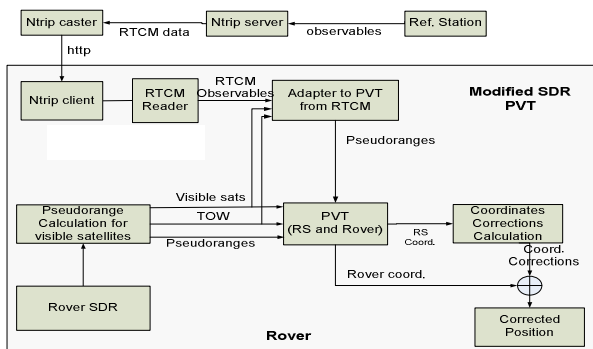 Ntrip caster
RTCM data
Ntrip server
observables
Ref. Station
http
Ntrip client
RTCM
Reader
RTCM
Observables
Adapter to PVT
from RTCM
Modified SDR
PVT
Pseudoranges
Pseudorange
Calculation for
visible satellites
Visible sats
TOW
Pseudoranges
PVT
(RS and Rover)
RS
Coord.
Coordinates
Corrections
Calculation
Coord.
Corrections
Rover coord.
Rover SDR
Rover
Corrected
Position